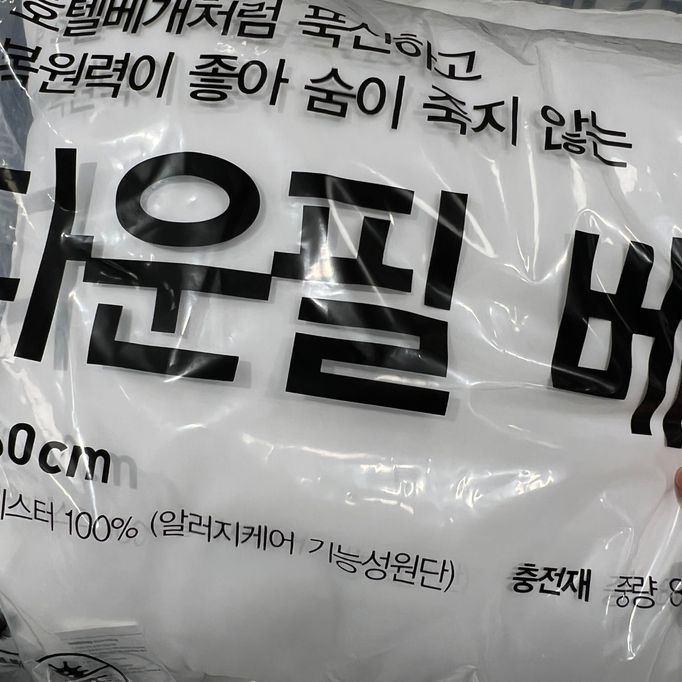 호텔베개처럼 푹신하고
복원력이 좋아 숨이 죽지 않는
다운필 베
0cm
스터 100% (알러지케어 기능성원단)
충전재 중량 8